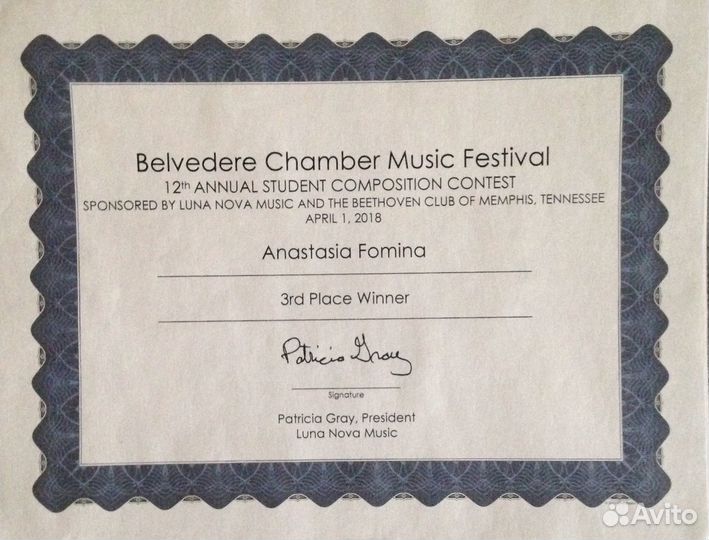 Belvedere Chamber Music Festival
12th ANNUAL STUDENT COMPOSITION CONTEST
SPONSORED BY LUNA NOVA MUSIC AND THE BEETHOVEN CLUB OF MEMPHIS, TENNESSEE
APRIL 1, 2018
Anastasia Fomina
3rd Place Winner
Patricia Gray
Signature
Patricia Gray, President
Luna Nova Music
Avito